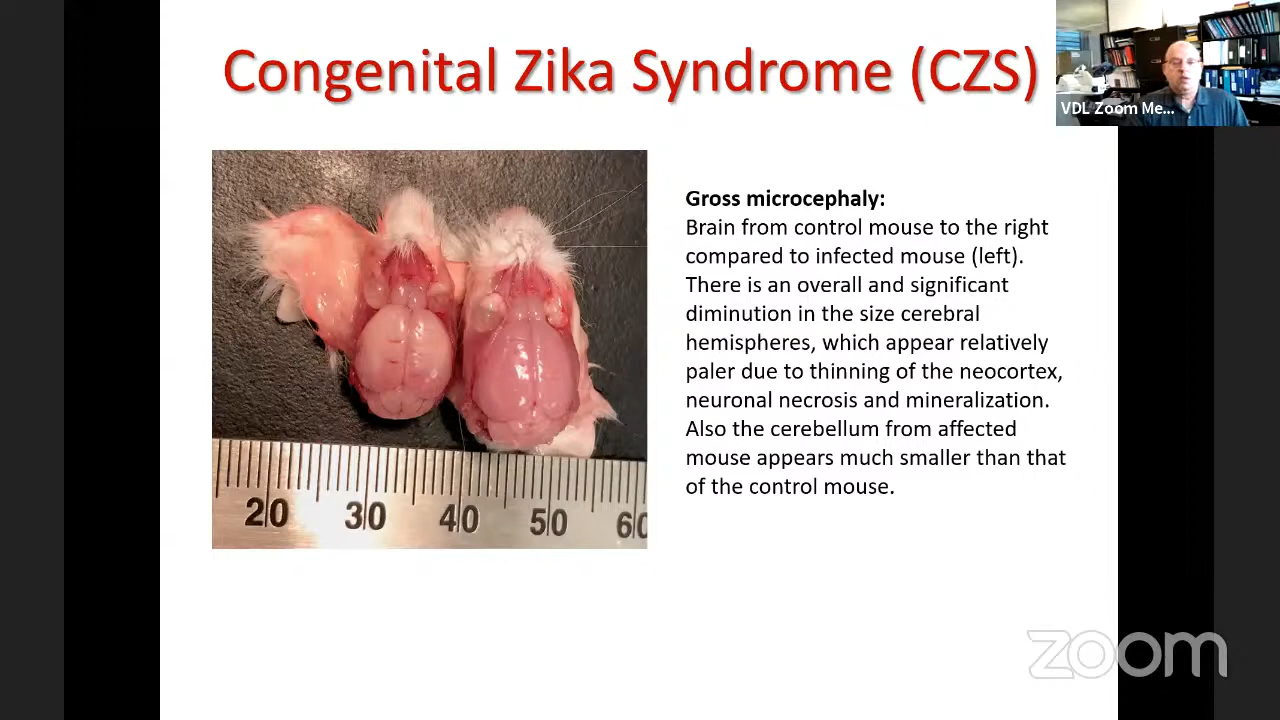 Congenital Zika Syndrome (CZS)
VDL Zoom Me...
Gross microcephaly:
Brain from control mouse to the right
compared to infected mouse (left).
There is an overall and significant
diminution in the size cerebral
hemispheres, which appear relatively
paler due to thinning of the neocortex,
neuronal necrosis and mineralization.
Also the cerebellum from affected
mouse appears much smaller than that
of the control mouse.
20 30 40 50 60
zoom